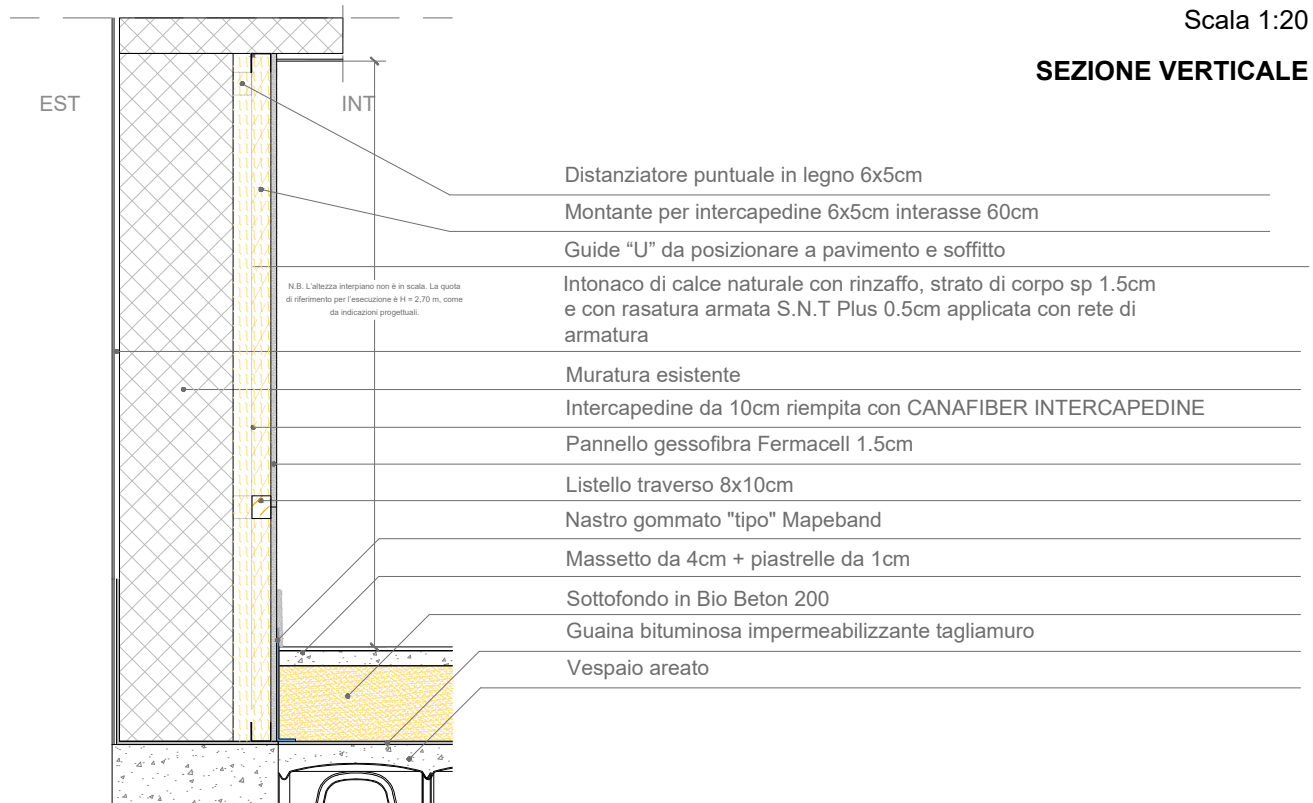 Scala 1:20
SEZIONE VERTICALE
EST
INT
Distanziatore puntuale in legno 6x5cm
Montante per intercapedine 6x5cm interasse 60cm
Guide “U” da posizionare a pavimento e soffitto
N.B. L'altezza interpiano non è in scala. La quota
di riferimento per l'esecuzione è H = 2,70 m, come
da indicazioni progettuali.
Intonaco di calce naturale con rinzaffo, strato di corpo sp 1.5cm
e con rasatura armata S.N.T Plus 0.5cm applicata con rete di
armatura
Muratura esistente
Intercapedine da 10cm riempita con CANAFIBER INTERCAPEDINE
Pannello gessofibra Fermacell 1.5cm
Listello traverso 8x10cm
Nastro gommato "tipo" Mapeband
Massetto da 4cm + piastrelle da 1cm
Sottofondo in Bio Beton 200
Guaina bituminosa impermeabilizzante tagliamuro
Vespaio areato